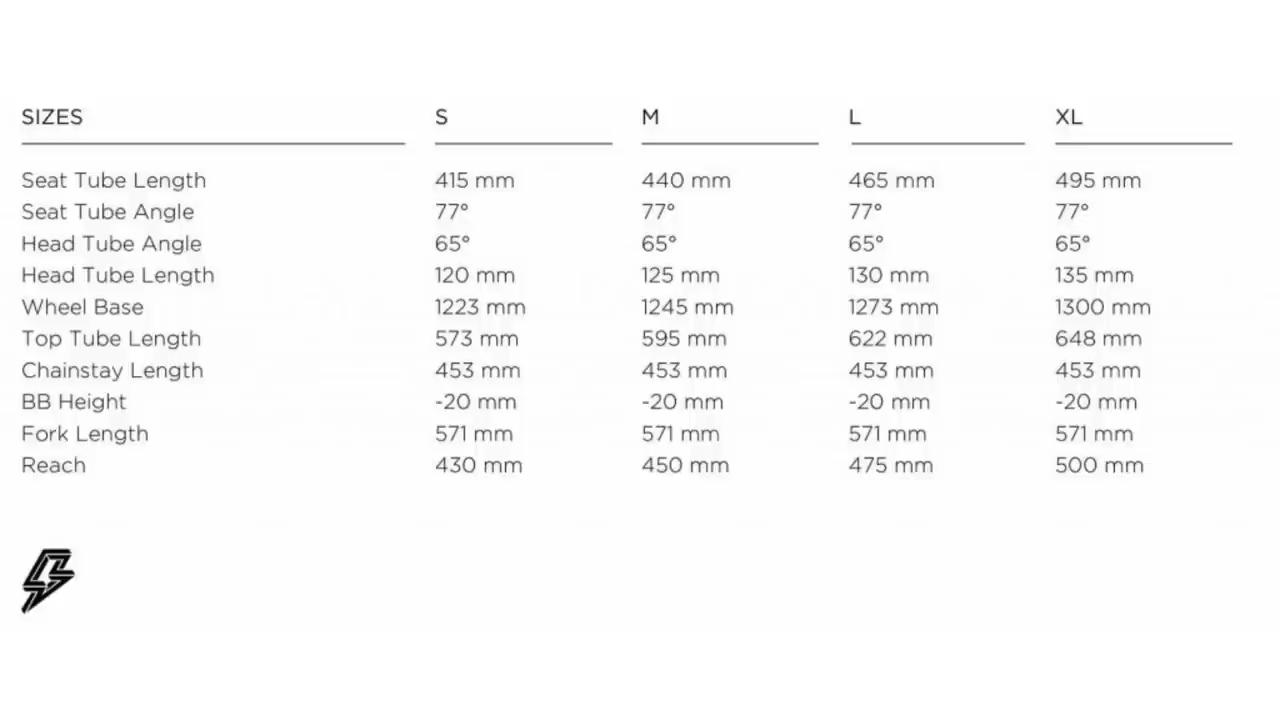 SIZES S M L XL
Seat Tube Length 415 mm 440 mm 465 mm 495 mm
Seat Tube Angle 77° 77° 77° 77°
Head Tube Angle 65° 65° 65° 65°
Head Tube Length 120 mm 125 mm 130 mm 135 mm
Wheel Base 1223 mm 1245 mm 1273 mm 1300 mm
Top Tube Length 573 mm 595 mm 622 mm 648 mm
Chainstay Length 453 mm 453 mm 453 mm 453 mm
BB Height -20 mm -20 mm -20 mm -20 mm
Fork Length 571 mm 571 mm 571 mm 571 mm
Reach 430 mm 450 mm 475 mm 500 mm